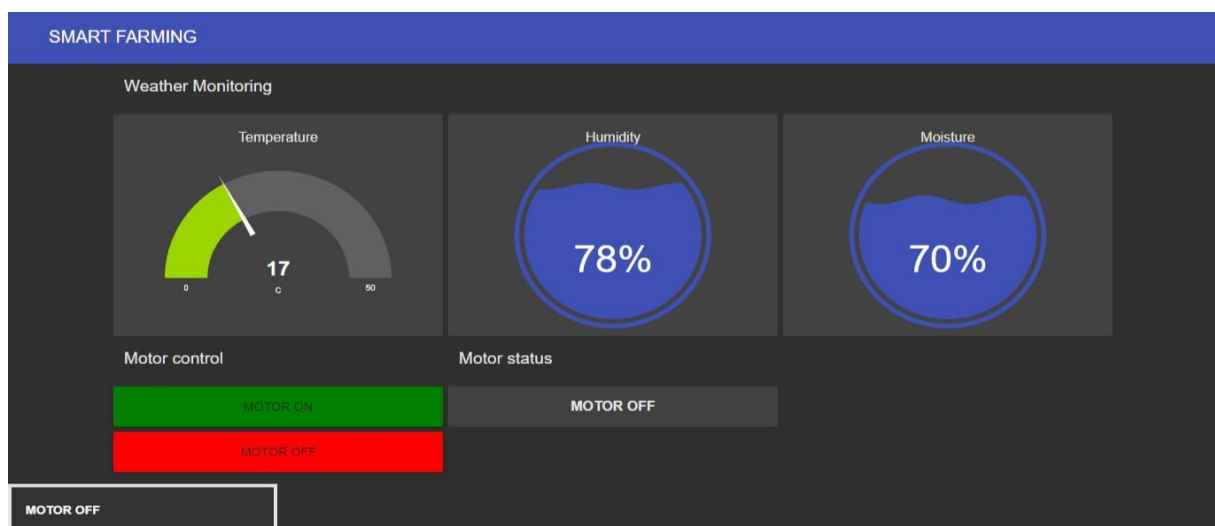 SMART FARMING
Weather Monitoring
Temperature
17
0
C
50
Humidity
78%
Moisture
70%
Motor control
Motor status
MOTOR ON
MOTOR OFF
MOTOR OFF
MOTOR OFF